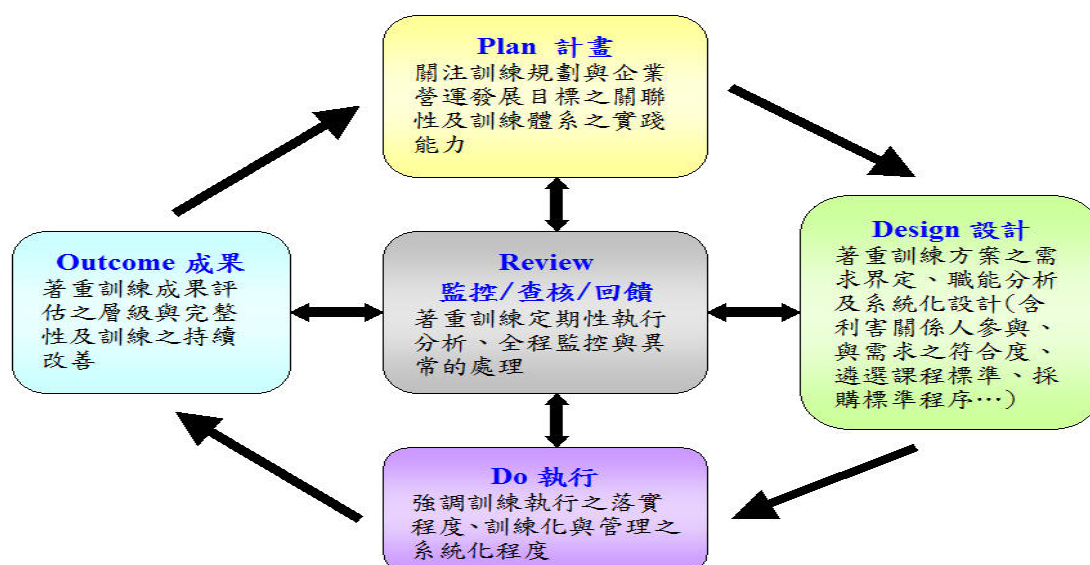 Plan 計畫
關注訓練規劃與企業
營運發展目標之關聯
性及訓練體系之實踐
能力
Outcome 成果
著重訓練成果評
估之層級與完整
性及訓練之持續
改善
Review
監控/查核/回饋
著重訓練定期性執行
分析、全程監控與異
常的處理
Design 設計
著重訓練方案之需
求界定、職能分析
及系統化設計(含
利害關係人參與、
與需求之符合度、
遴選課程標準、採
購標準程序…)
Do 執行
強調訓練執行之落實
程度、訓練化與管理之
系統化程度